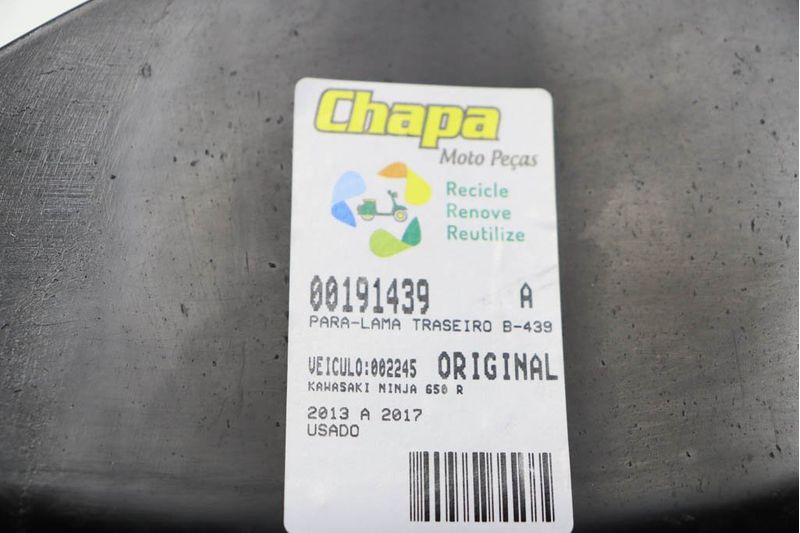 Chapa
Moto Peças
Recicle
Renove
Reutilize
00191439 A
PARA-LAMA TRASEIRO B-439
VEICULO:002245 ORIGINAL
KAWASAKI NINJA 650 R
2013 A 2017
USADO